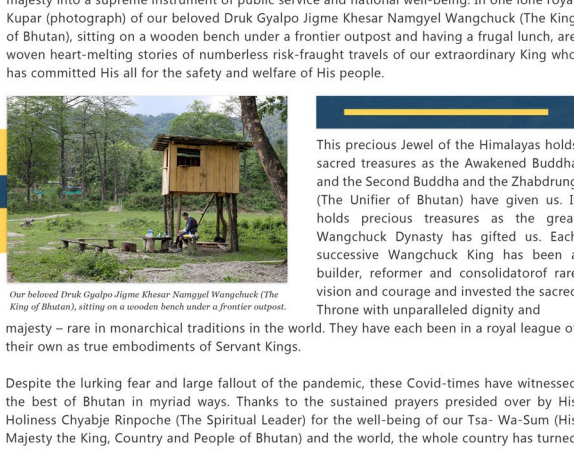 majesty into a supreme instrument of public service and national well-being. In one lone royal
Kupar (photograph) of our beloved Druk Gyalpo Jigme Khesar Namgyel Wangchuck (The King
of Bhutan), sitting on a wooden bench under a frontier outpost and having a frugal lunch, are
woven heart-melting stories of numberless risk-fraught travels of our extraordinary King who
has committed His all for the safety and welfare of His people.
Our beloved Druk Gyalpo Jigme Khesar Namgyel Wangchuck (The
King of Bhutan), sitting on a wooden bench under a frontier outpost.
This precious Jewel of the Himalayas holds
sacred treasures as the Awakened Buddha
and the Second Buddha and the Zhabdrung
(The Unifier of Bhutan) have given us. I
holds precious treasures as the grea
Wangchuck Dynasty has gifted us. Each
successive Wangchuck King has been a
builder, reformer and consolidatorof rare
vision and courage and invested the sacred
Throne with unparalleled dignity and
majesty – rare in monarchical traditions in the world. They have each been in a royal league of
their own as true embodiments of Servant Kings.
Despite the lurking fear and large fallout of the pandemic, these Covid-times have witnessed
the best of Bhutan in myriad ways. Thanks to the sustained prayers presided over by His
Holiness Chyabje Rinpoche (The Spiritual Leader) for the well-being of our Tsa- Wa-Sum (His
Majesty the King, Country and People of Bhutan) and the world, the whole country has turned